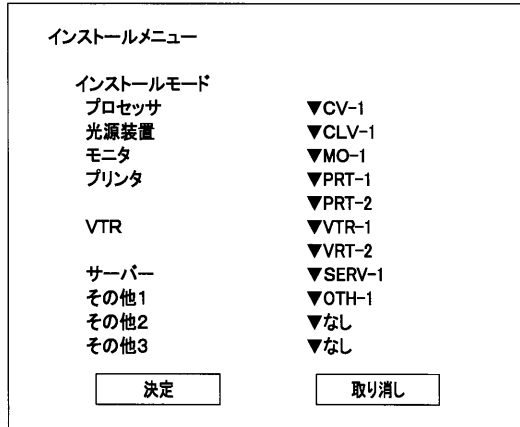 インストールメニュー
インストールモード
プロセッサ ▼CV-1
光源装置 ▼CLV-1
モニタ ▼MO-1
プリンタ ▼PRT-1
▼PRT-2
VTR ▼VTR-1
▼VRT-2
サーバー ▼SERV-1
その他1 ▼OTH-1
その他2 ▼なし
その他3 ▼なし
決定 取り消し